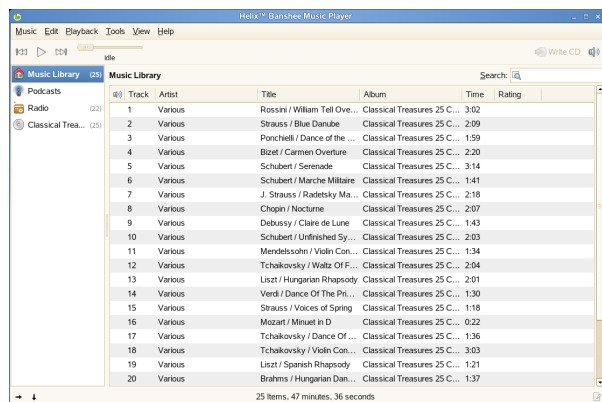 Helix™ Banshee Music Player
Music Edit Playback Tools View Help
Idle
Write CD
Music Library (25)
Podcasts
Radio (22)
Classical Trea... (25)
Music Library Search:
Track Artist Title Album Time Rating
1 Various Rossini / William Tell Ove... Classical Treasures 25 C... 3:02
2 Various Strauss / Blue Danube Classical Treasures 25 C... 2:09
3 Various Ponchielli / Dance of the ... Classical Treasures 25 C... 1:59
4 Various Bizet / Carmen Overture Classical Treasures 25 C... 2:20
5 Various Schubert / Serenade Classical Treasures 25 C... 3:14
6 Various Schubert / Marche Militaire Classical Treasures 25 C... 1:41
7 Various J. Strauss / Radetsky Ma... Classical Treasures 25 C... 2:18
8 Various Chopin / Nocturne Classical Treasures 25 C... 2:07
9 Various Debussy / Claire de Lune Classical Treasures 25 C... 1:43
10 Various Schubert / Unfinished Sy... Classical Treasures 25 C... 2:03
11 Various Mendelssohn / Violin Con... Classical Treasures 25 C... 1:34
12 Various Tchaikovsky / Waltz Of F... Classical Treasures 25 C... 2:04
13 Various Liszt / Hungarian Rhapsody Classical Treasures 25 C... 2:01
14 Various Verdi / Dance Of The Pri... Classical Treasures 25 C... 1:30
15 Various Strauss / Voices of Spring Classical Treasures 25 C... 1:18
16 Various Mozart / Minuet in D Classical Treasures 25 C... 0:22
17 Various Tchaikovsky / Dance Of ... Classical Treasures 25 C... 1:36
18 Various Tchaikovsky / Violin Con... Classical Treasures 25 C... 3:03
19 Various Liszt / Spanish Rhapsody Classical Treasures 25 C... 1:21
20 Various Brahms / Hungarian Dan... Classical Treasures 25 C... 1:37
25 Items, 47 minutes, 36 seconds